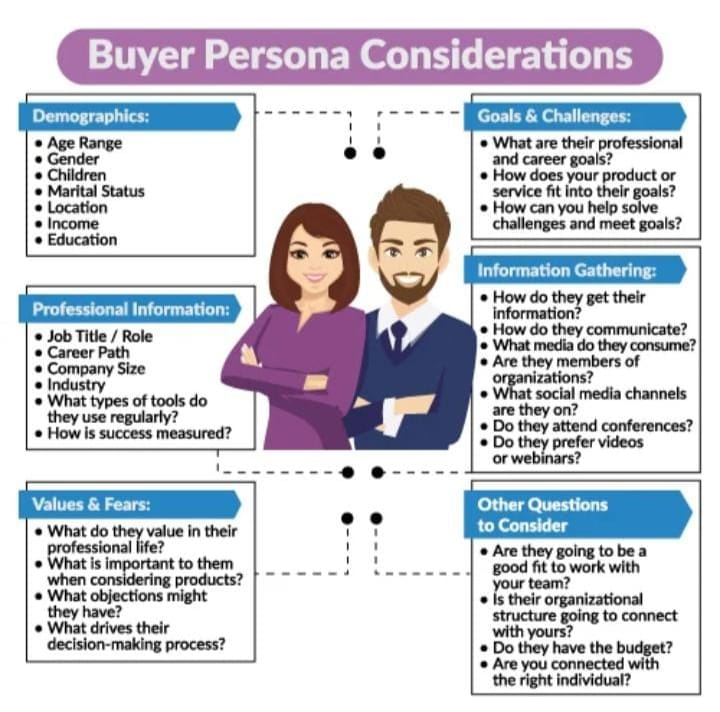 Buyer Persona Considerations
Demographics:
• Age Range
• Gender
• Children
• Marital Status
• Location
• Income
• Education
Professional Information:
• Job Title / Role
• Career Path
• Company Size
• Industry
• What types of tools do
they use regularly?
• How is success measured?
Values & Fears:
• What do they value in their
professional life?
• What is important to them
when considering products?
• What objections might
they have?
• What drives their
decision-making process?
Goals & Challenges:
• What are their professional
and career goals?
• How does your product or
service fit into their goals?
• How can you help solve
challenges and meet goals?
Information Gathering:
• How do they get their
information?
• How do they communicate?
• What media do they consume?
• Are they members of
organizations?
• What social media channels
are they on?
• Do they attend conferences?
• Do they prefer videos
or webinars?
Other Questions
to Consider
• Are they going to be a
good fit to work with
your team?
• Is their organizational
structure going to connect
with yours?
• Do they have the budget?
• Are you connected with
the right individual?